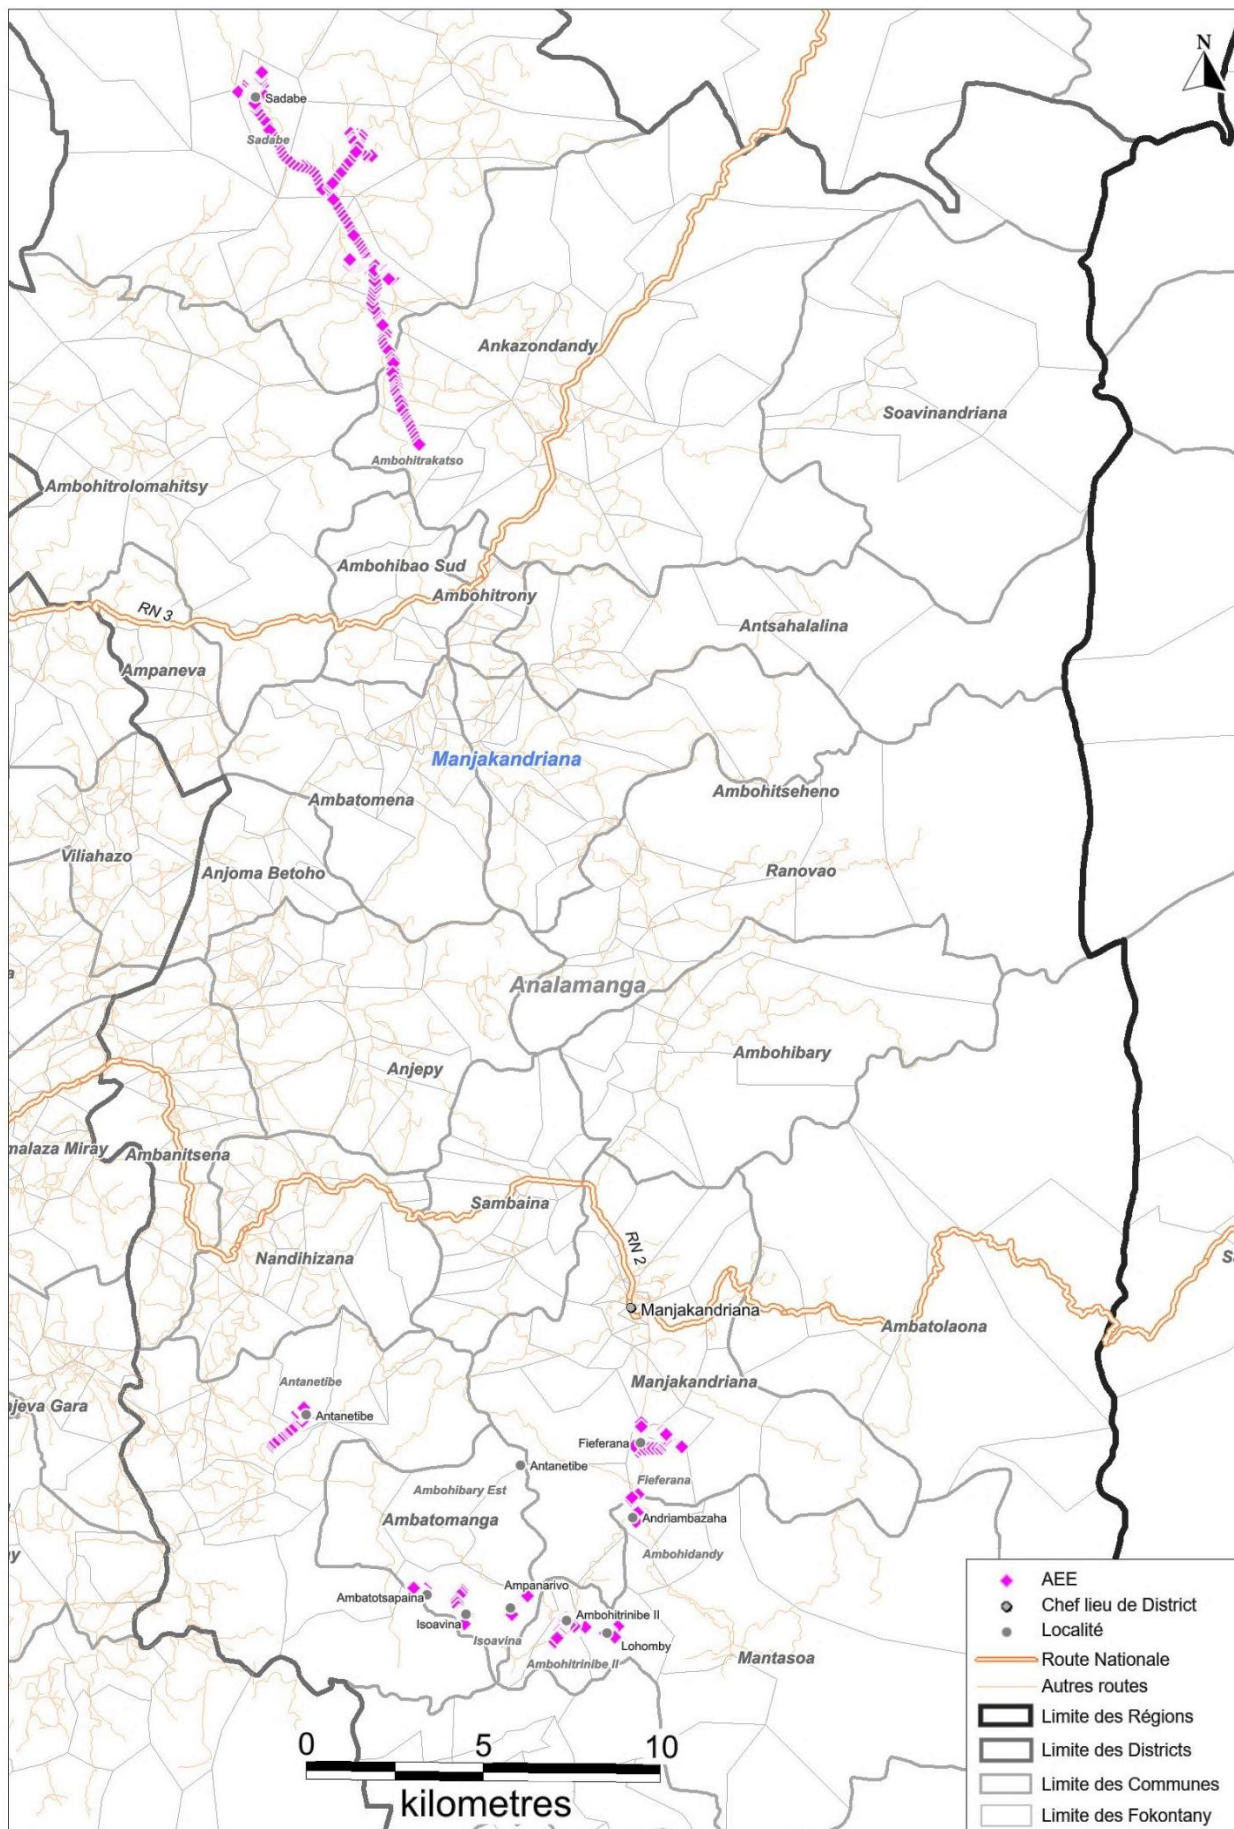 N
Sadabe
Sadabe
Ankazondandy
Soavinandriana
Ambohitrakatso
Ambohitrolomahitsy
Ambohibao Sud
Ambohitrony
RN 3
Antsahalalina
Ampaneva
Manjakandriana
Ambatomena
Ambohitseheno
Viliahazo
Anjoma Betoho
Ranovao
a
Analamanga
Ambohibary
Anjepy
malaza Miray
Ambanitsena
Sambaina
RN 2
Nandihizana
Manjakandriana
Ambatolaona
Antanetibe
Manjakandriana
njeva Gara
Antanetibe
Fieferana
Antanetibe
Fieferana
Ambohibary Est
Ambatomanga
Andriambazaha
Ambohidandy
Ampanarivo
Ambatotsapaina
Ambohitrinibe II
Isoavina
Isoavina
Lohomby
Ambohitrinibe II
Mantasoa
0 5 10
kilometres
AEE
Chef lieu de District
Localité
Route Nationale
Autres routes
Limite des Régions
Limite des Districts
Limite des Communes
Limite des Fokontany